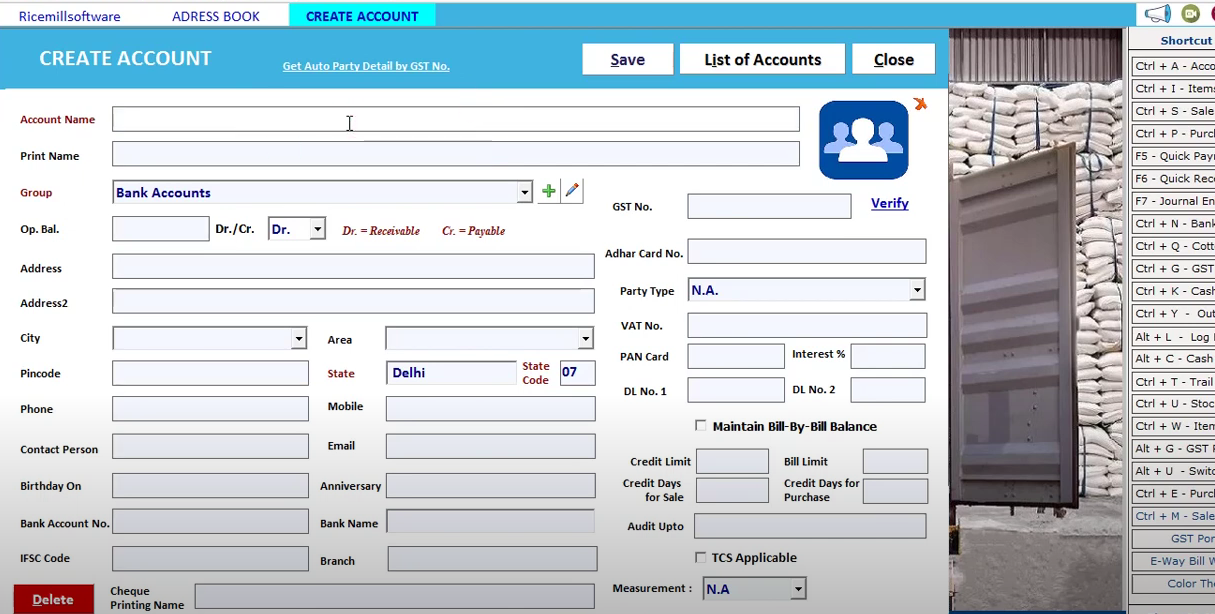 Ricemillsoftware ADRESS BOOK CREATE ACCOUNT
CREATE ACCOUNT Get Auto Party Detail by GST No. Save List of Accounts Close
Account Name
Print Name
Group Bank Accounts
Op. Bal. Dr./Cr. Dr. Dr. = Receivable Cr. = Payable
Address
Address2
City Area
Pincode State Delhi State Code 07
Phone Mobile
Contact Person Email
Birthday On Anniversary
Bank Account No. Bank Name
IFSC Code Branch
Delete Cheque Printing Name
GST No. Verify
Adhar Card No.
Party Type N.A.
VAT No.
PAN Card Interest %
DL No. 1 DL No. 2
Maintain Bill-By-Bill Balance
Credit Limit Bill Limit
Credit Days for Sale Credit Days for Purchase
Audit Upto
TCS Applicable
Measurement : N.A
Shortcut
Ctrl + A - Acco
Ctrl + I - Items
Ctrl + S - Sale
Ctrl + P - Purc
F5 - Quick Payr
F6 - Quick Rece
F7 - Journal En
Ctrl + N - Bank
Ctrl + Q - Cott
Ctrl + G - GST
Ctrl + K - Cash
Ctrl + Y - Out
Alt + L - Log
Alt + C - Cash
Ctrl + T - Trail
Ctrl + U - Stoc
Ctrl + W - Item
Alt + G - GST
Alt + U - Switc
Ctrl + E - Purc
Ctrl + M - Sale
GST Por
E-Way Bill W
Color The